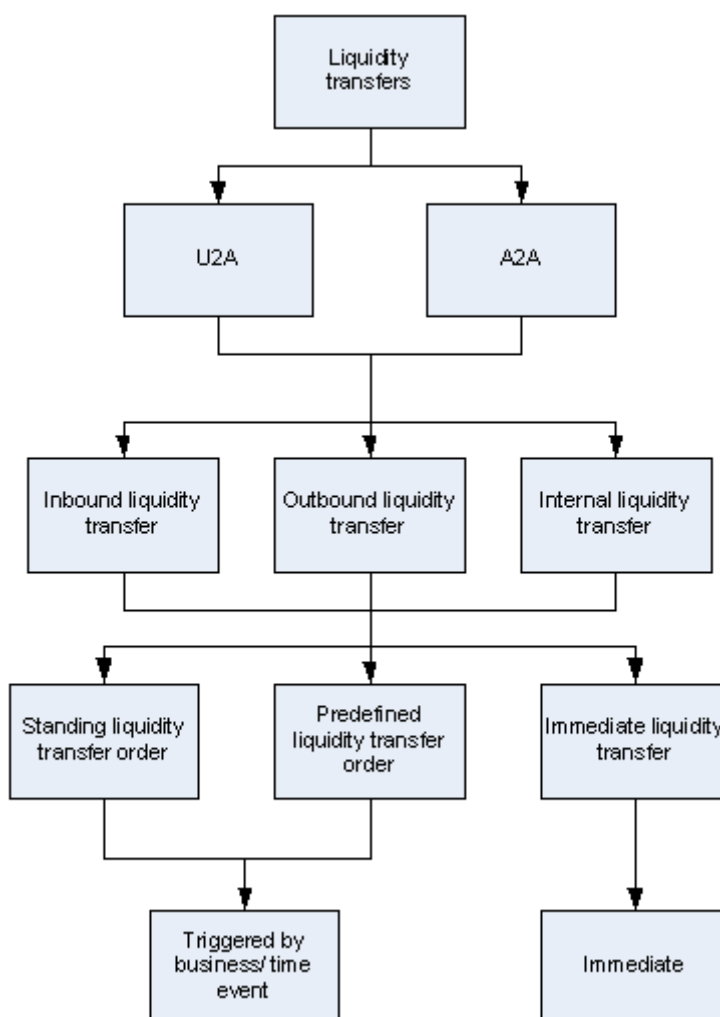 Liquidity
transfers
U2A
A2A
Inbound liquidity
transfer
Outbound liquidity
transfer
Internal liquidity
transfer
Standing liquidity
transfer order
Predefined
liquidity transfer
order
Immediate liquidity
transfer
Triggered by
business/ time
event
Immediate